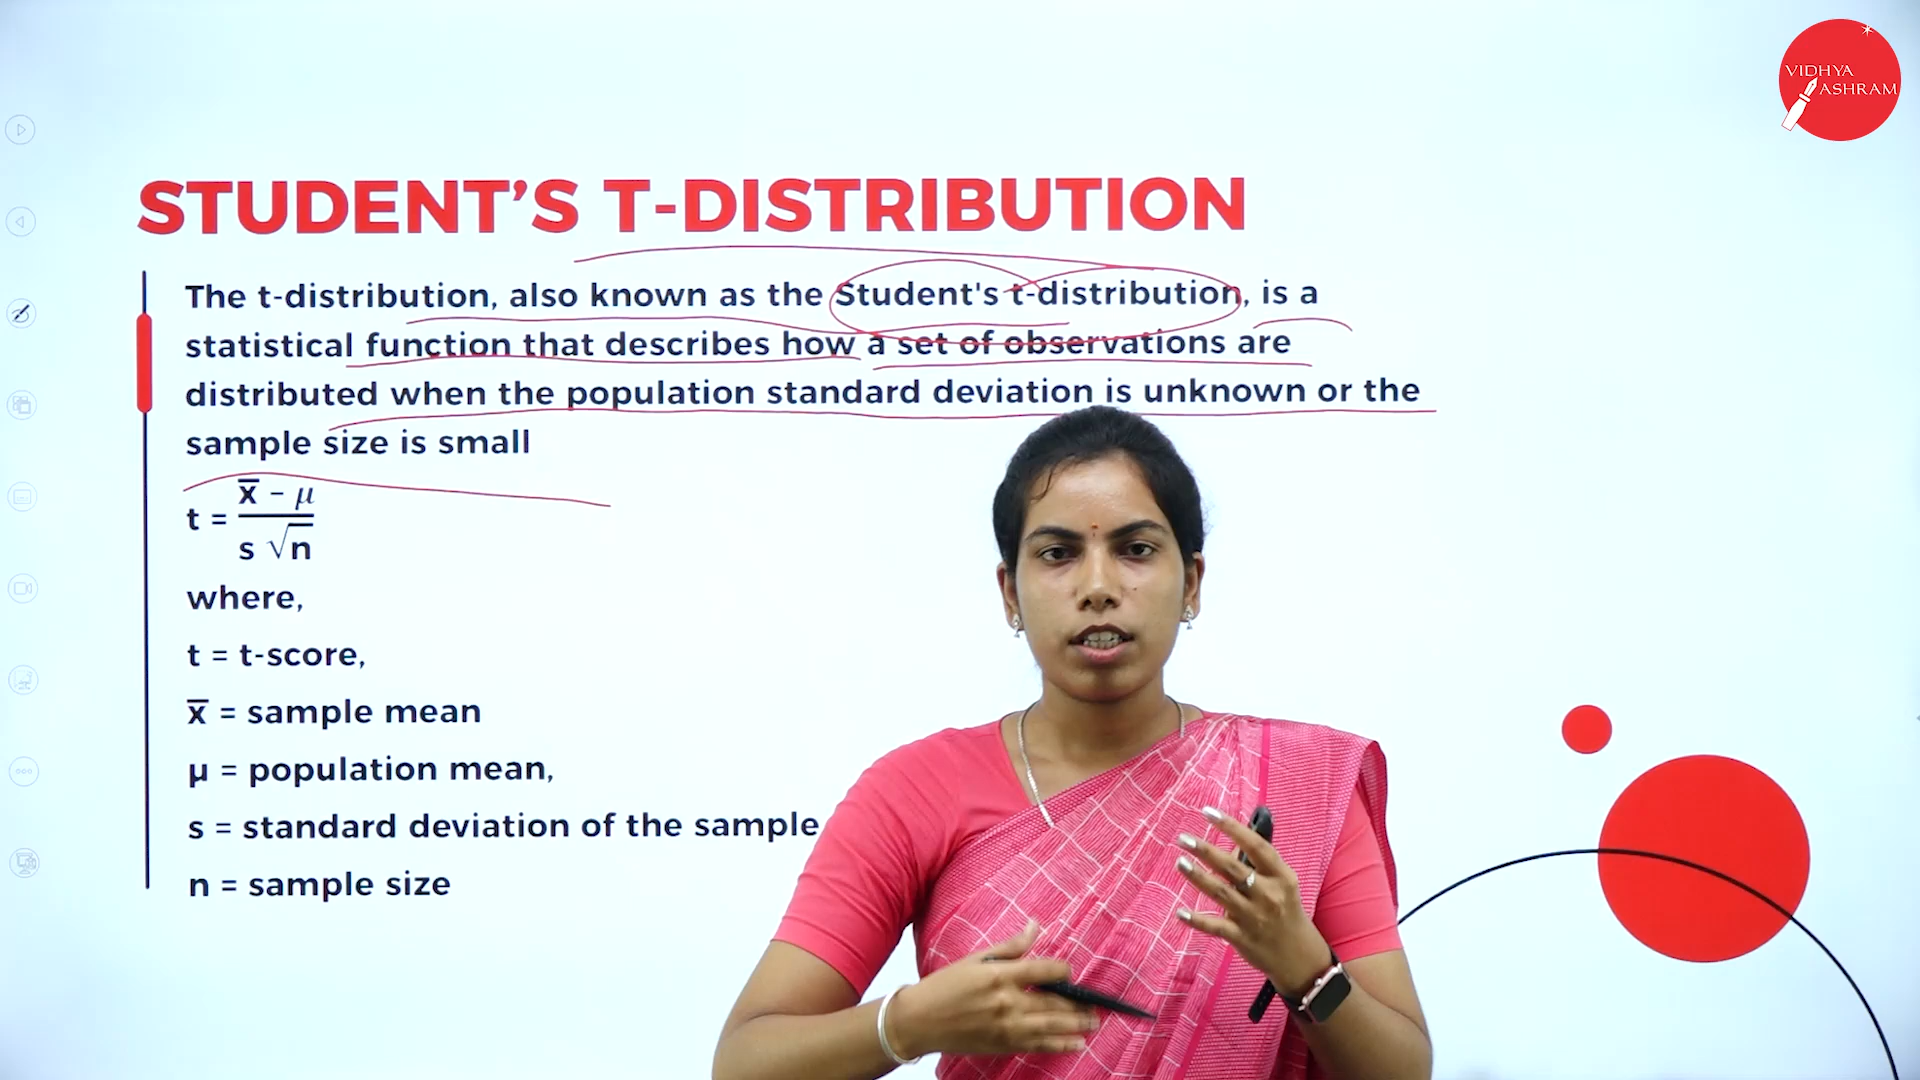 VIDHYA
ASHRAM
STUDENT’S T-DISTRIBUTION
The t-distribution, also known as the Student's t-distribution, is a
statistical function that describes how a set of observations are
distributed when the population standard deviation is unknown or the
sample size is small
t = x̅ - μ / s √n
where,
t = t-score,
x̅ = sample mean
μ = population mean,
s = standard deviation of the sample
n = sample size